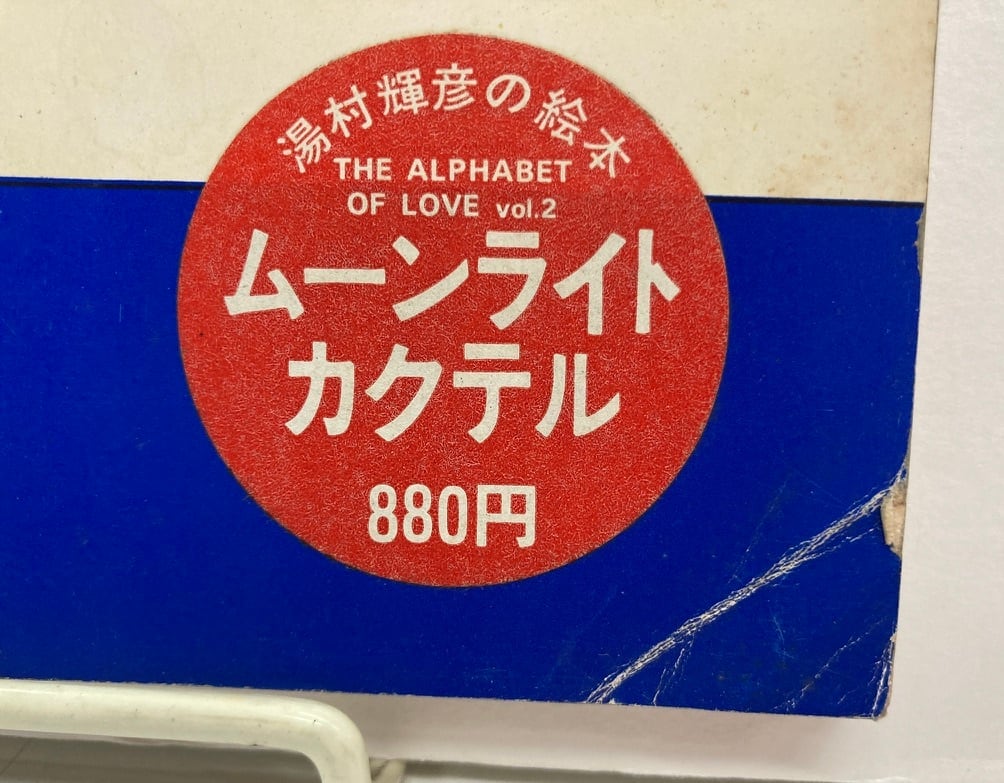 湯村輝彦の絵本
THE ALPHABET
OF LOVE vol.2
ムーンライト
カクテル
880円